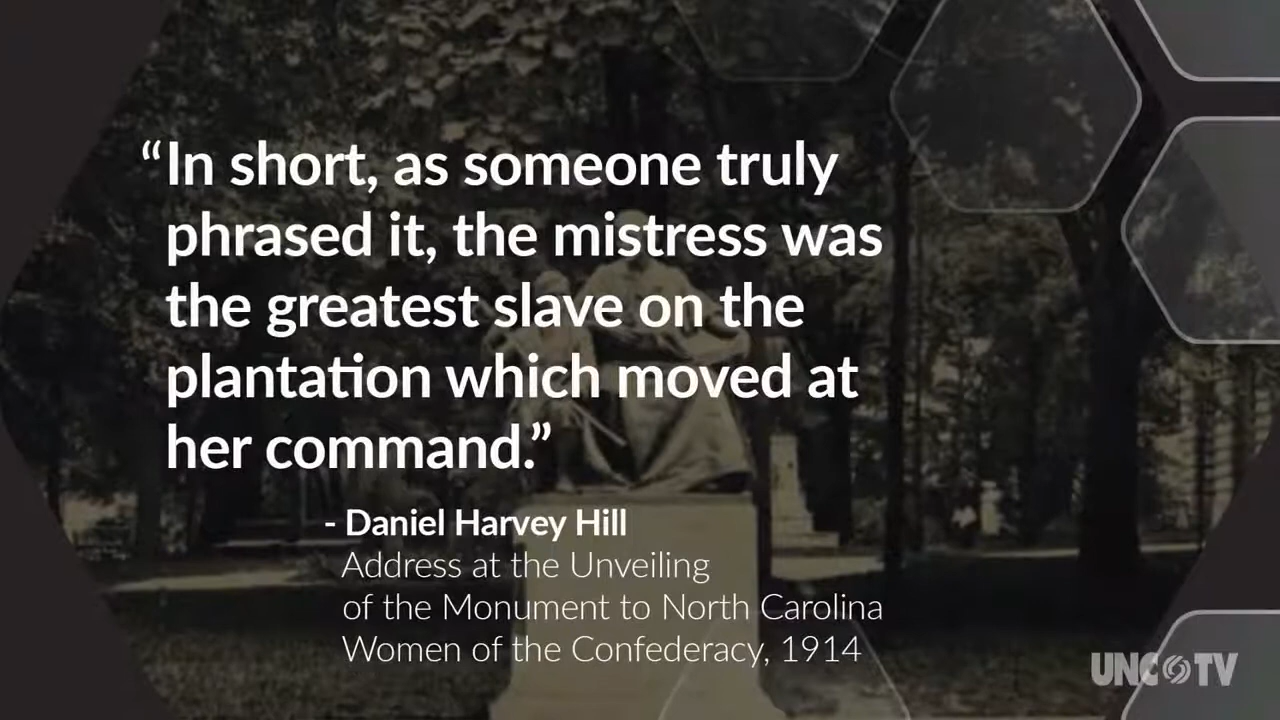 “In short, as someone truly
phrased it, the mistress was
the greatest slave on the
plantation which moved at
her command.”
- Daniel Harvey Hill
Address at the Unveiling
of the Monument to North Carolina
Women of the Confederacy, 1914
UNC TV